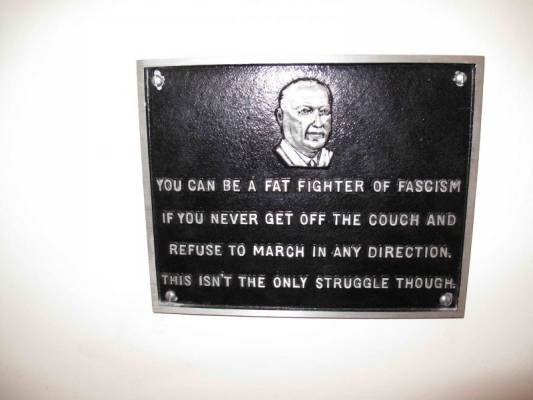 YOU CAN BE A FAT FIGHTER OF FASCISM
IF YOU NEVER GET OFF THE COUCH AND
REFUSE TO MARCH IN ANY DIRECTION.
THIS ISN'T THE ONLY STRUGGLE THOUGH.